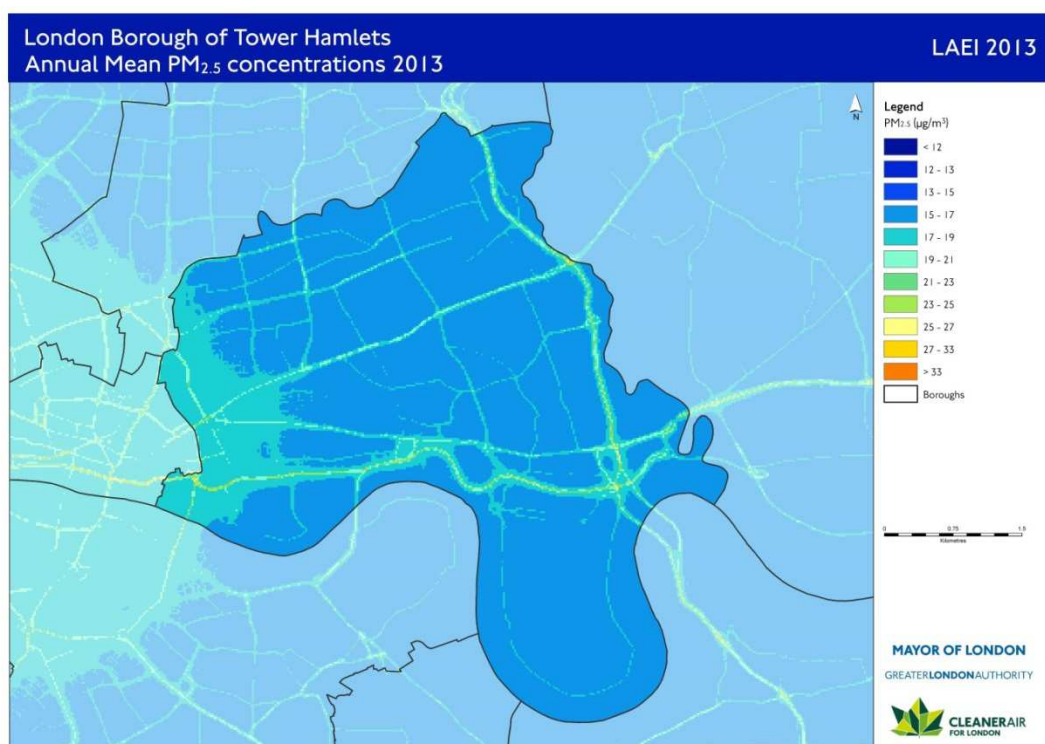 London Borough of Tower Hamlets
Annual Mean PM2.5 concentrations 2013
LAEI 2013
N
Legend
PM2.5 (µg/m³)
< 12
12 - 13
13 - 15
15 - 17
17 - 19
19 - 21
21 - 23
23 - 25
25 - 27
27 - 33
> 33
Boroughs
0 0.75 1.5
Kilometres
MAYOR OF LONDON
GREATERLONDONAUTHORITY
CLEANERAIR
FOR LONDON